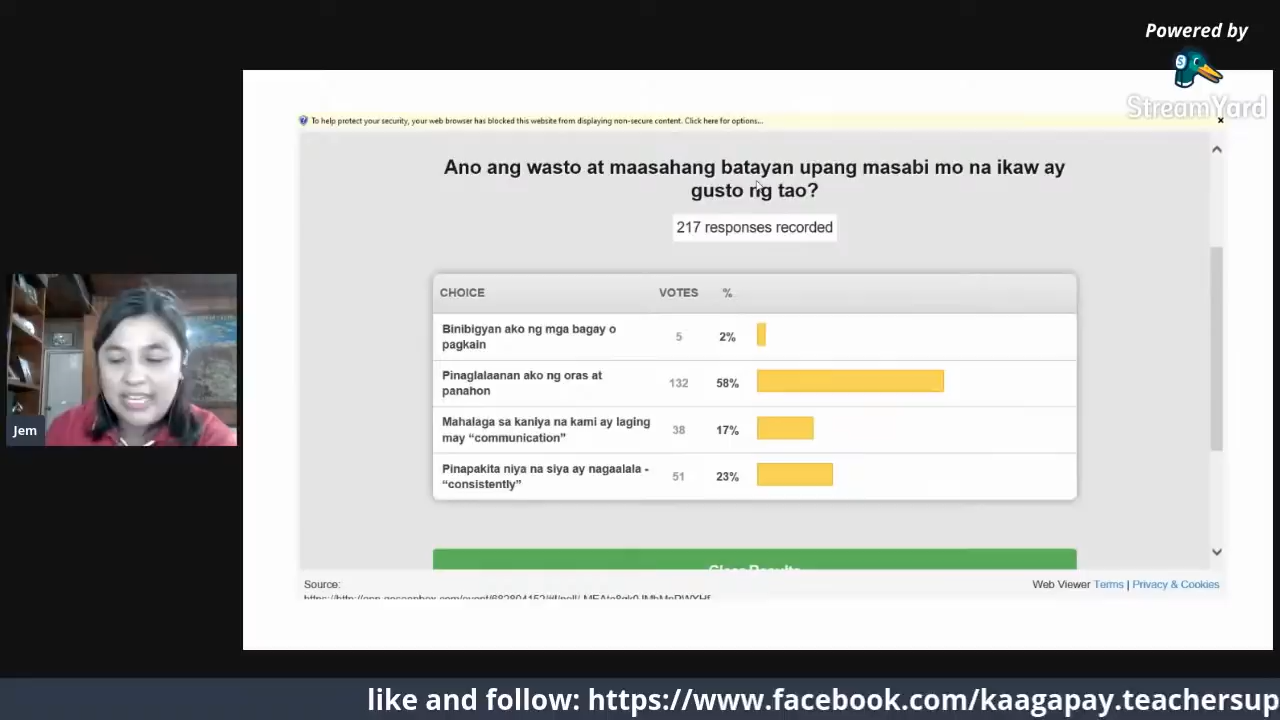 Powered by
StreamYard
To help protect your security, your web browser has blocked this website from displaying non-secure content. Click here for options...
Ano ang wasto at maasahang batayan upang masabi mo na ikaw ay
gusto ng tao?
217 responses recorded
CHOICE VOTES %
Binibigyan ako ng mga bagay o
pagkain 5 2%
Pinaglalaanan ako ng oras at
panahon 132 58%
Mahalaga sa kaniya na kami ay laging
may “communication” 38 17%
Pinapakita niya na siya ay nagaalala -
“consistently” 51 23%
Jem
Source:
Web Viewer Terms | Privacy & Cookies
like and follow: https://www.facebook.com/kaagapay.teachersup